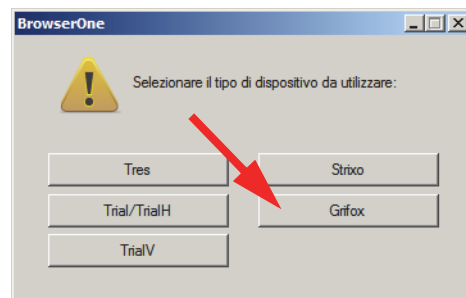 BrowserOne
Selezionare il tipo di dispositivo da utilizzare:
Tres
Strixo
Trial/TrialH
Grifox
TrialV